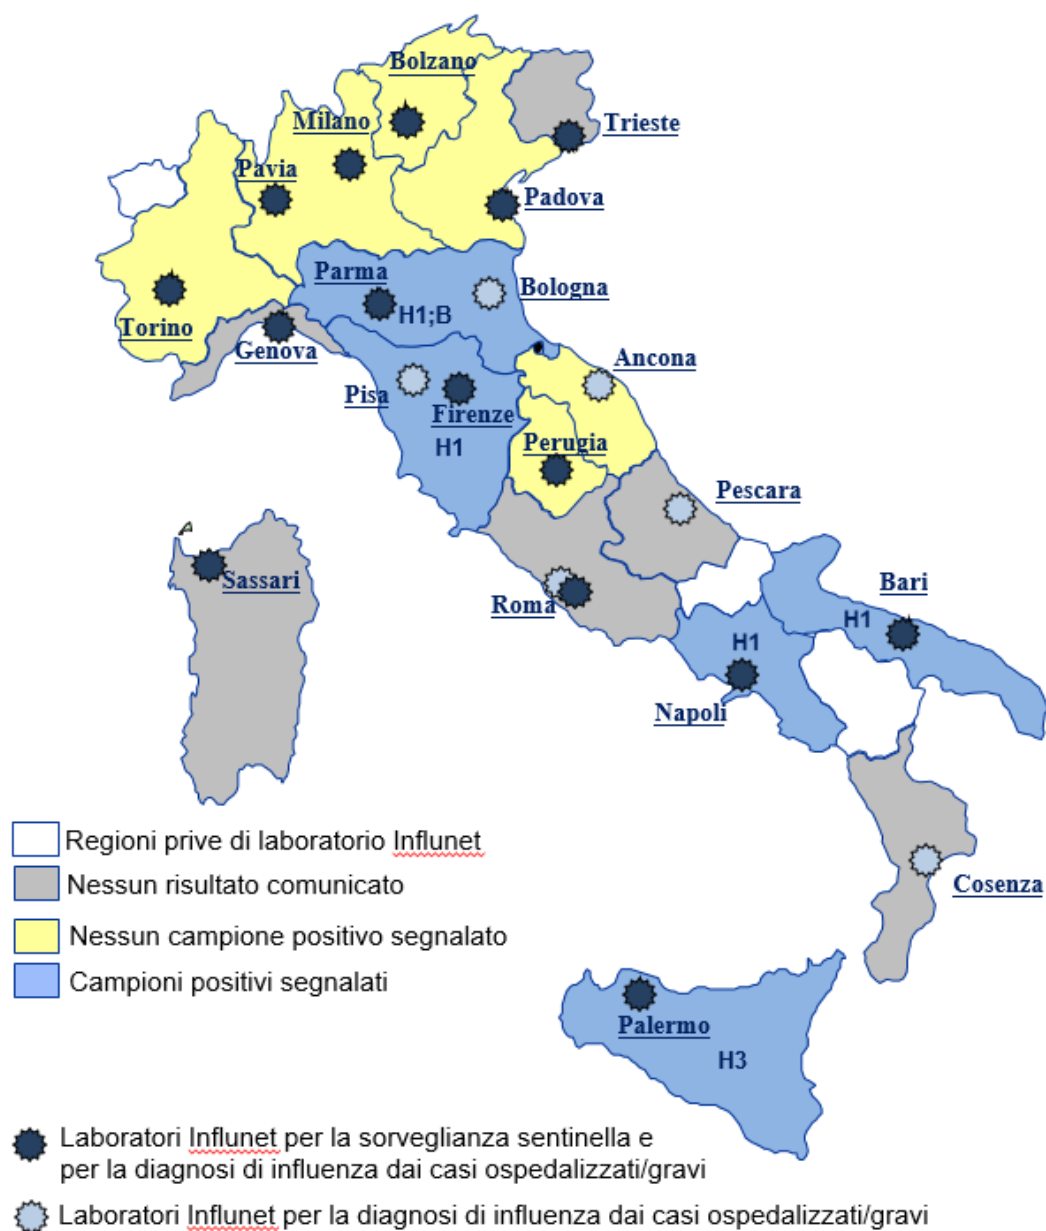 Bolzano
Milano
Trieste
Pavia
Padova
Parma
Bologna
H1;B
Torino
Genova
Ancona
Pisa
Firenze
H1
Perugia
Pescara
Sassari
Bari
Roma
H1
H1
Napoli
Regioni prive di laboratorio Influnet
Nessun risultato comunicato
Cosenza
Nessun campione positivo segnalato
Campioni positivi segnalati
Palermo
H3
Laboratori Influnet per la sorveglianza sentinella e
per la diagnosi di influenza dai casi ospedalizzati/gravi
Laboratori Influnet per la diagnosi di influenza dai casi ospedalizzati/gravi